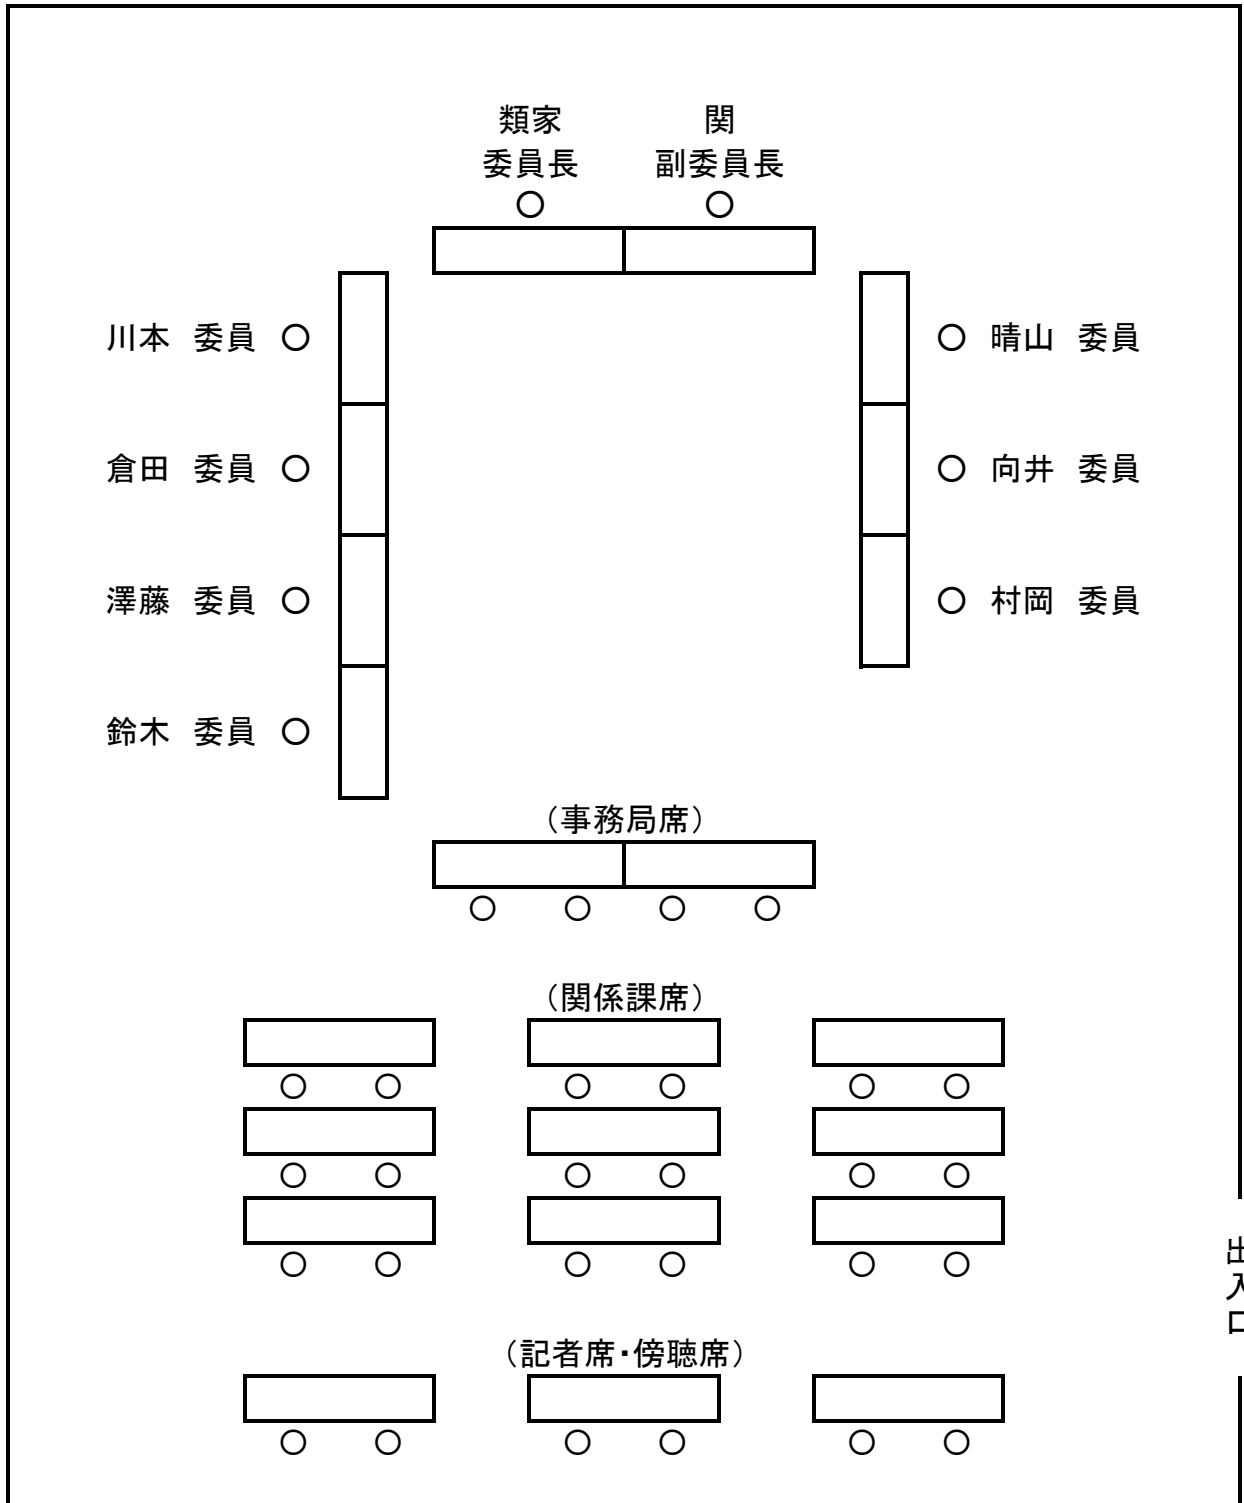 類家 関
委員長 副委員長
○ ○
川本 委員 ○ ○ 晴山 委員
倉田 委員 ○ ○ 向井 委員
澤藤 委員 ○ ○ 村岡 委員
鈴木 委員 ○
（事務局席）
○ ○ ○ ○
（関係課席）
○ ○ ○ ○ ○ ○
○ ○ ○ ○ ○ ○
○ ○ ○ ○ ○ ○
出入口
（記者席・傍聴席）
○ ○ ○ ○ ○ ○